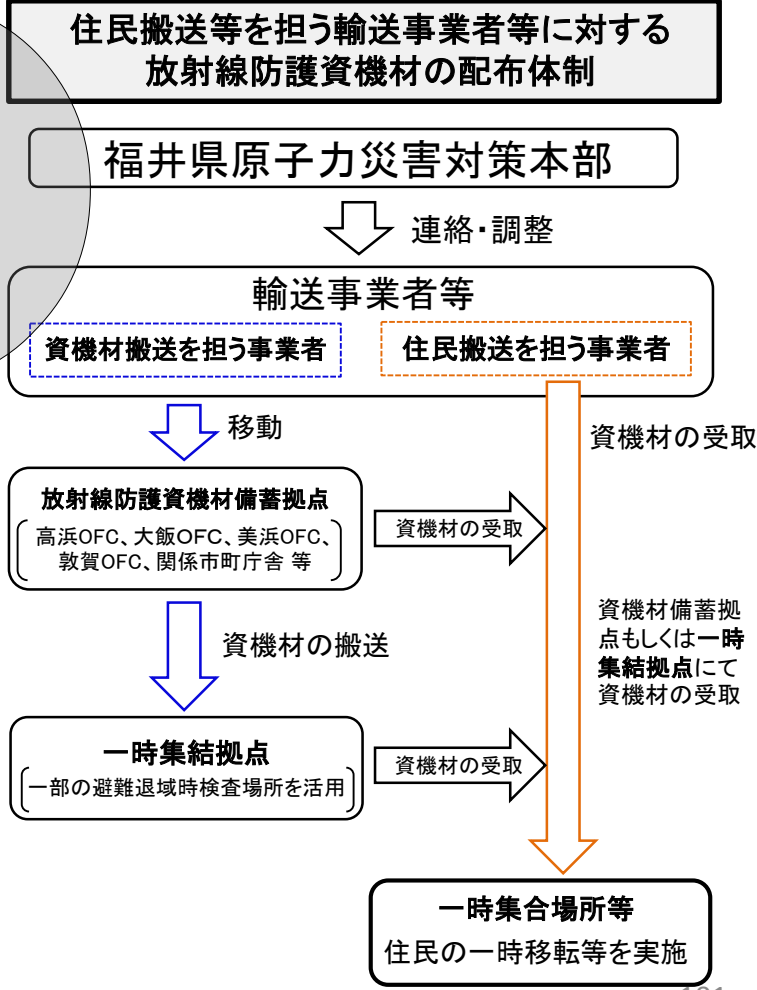 住民搬送等を担う輸送事業者等に対する
放射線防護資機材の配布体制
福井県原子力災害対策本部
連絡・調整
輸送事業者等
資機材搬送を担う事業者
住民搬送を担う事業者
移動
資機材の受取
放射線防護資機材備蓄拠点
高浜OFC、大飯OFC、美浜OFC、
敦賀OFC、関係市町庁舎 等
資機材の受取
資機材の搬送
資機材備蓄拠
点もしくは一時
集結拠点にて
資機材の受取
一時集結拠点
一部の避難退域時検査場所を活用
資機材の受取
一時集合場所等
住民の一時移転等を実施